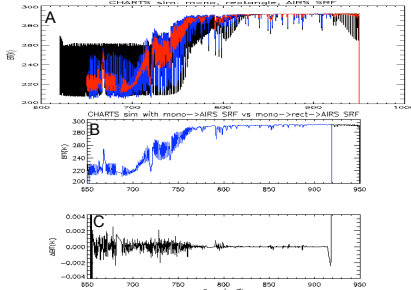 CHARTS sim. mono, rectangle, AIRS SRF
A
300
280
260
240
220
200
BT(K)
600 700 800 900 100
CHARTS sim with mono->AIRS SRF vs mono->rect->AIRS SRF
B
300
280
260
240
220
200
BT(K)
650 700 750 800 850 900 950
C
0.004
0.002
0.000
-0.002
-0.004
ΔBT(K)
650 700 750 800 850 900 950